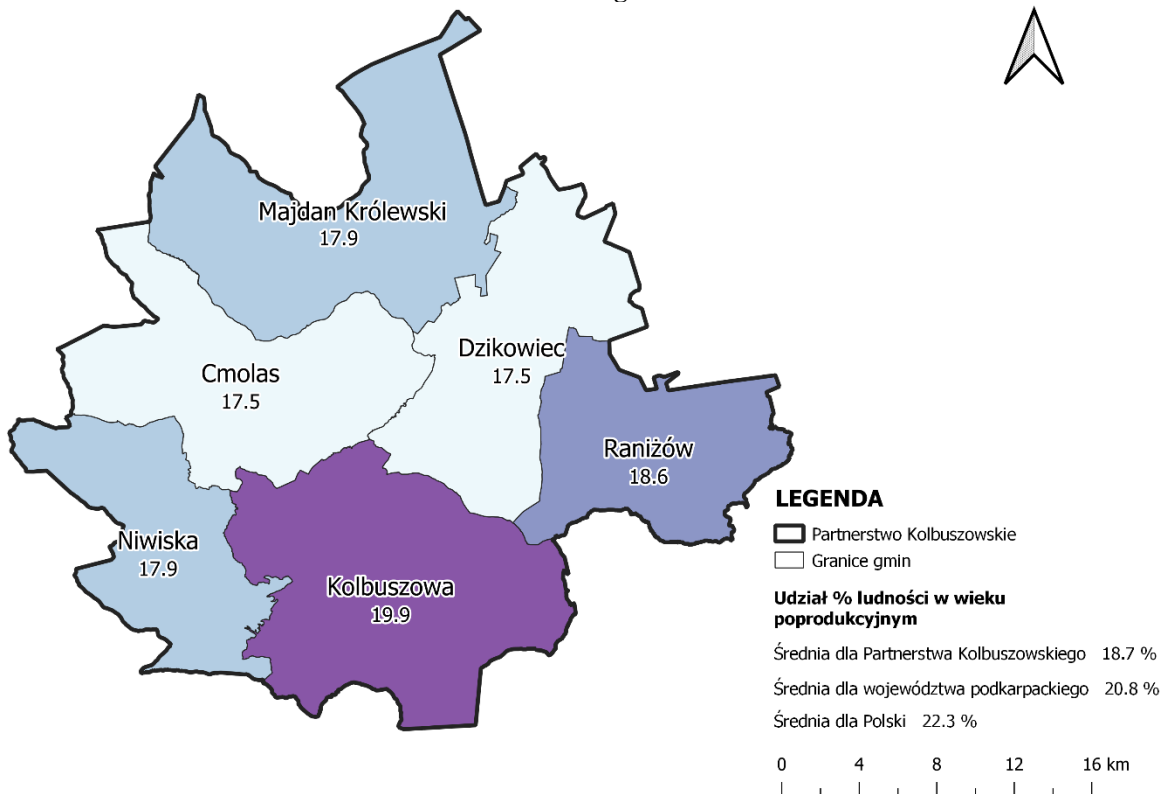 Majdan Królewski
17.9
Dzikowiec
17.5
Cmolas
17.5
Raniżów
18.6
Niwiska
17.9
Kolbuszowa
19.9
LEGENDA
Partnerstwo Kolbuszowskie
Granice gmin
Udział % ludności w wieku
poprodukcyjnym
Średnia dla Partnerstwa Kolbuszowskiego 18.7 %
Średnia dla województwa podkarpackiego 20.8 %
Średnia dla Polski 22.3 %
0 4 8 12 16 km